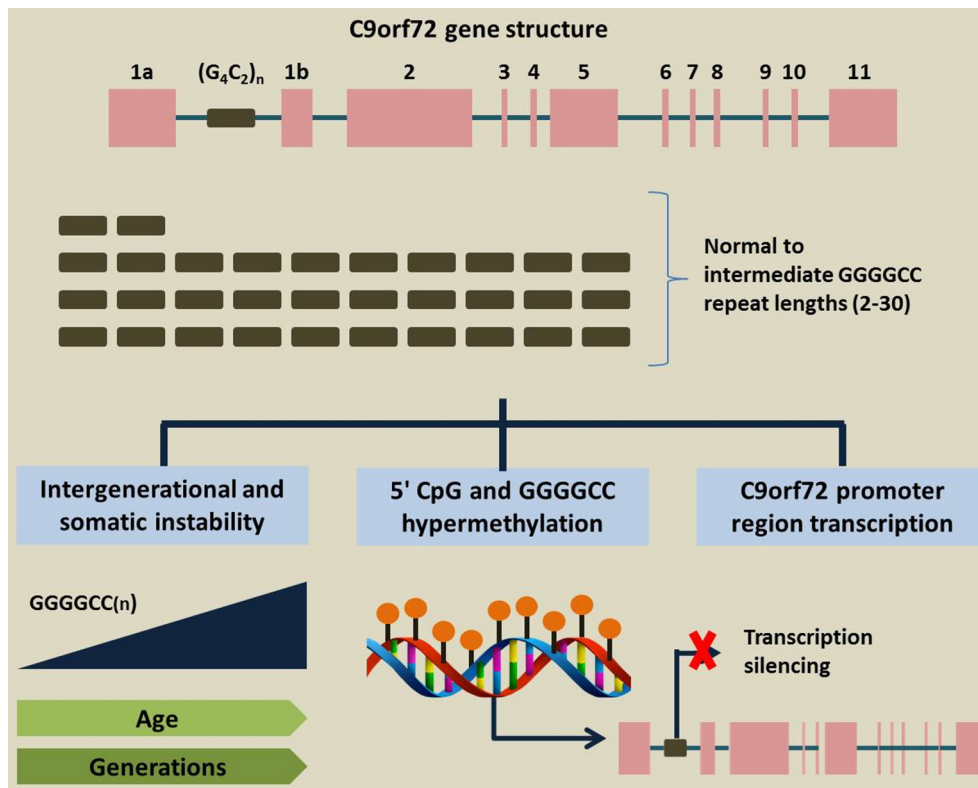 C9orf72 gene structure
1a (G₄C₂)ₙ 1b 2 3 4 5 6 7 8 9 10 11
Normal to
intermediate GGGGCC
repeat lengths (2-30)
Intergenerational and
somatic instability
5' CpG and GGGGCC
hypermethylation
C9orf72 promoter
region transcription
GGGGCC(n)
Age
Generations
Transcription
silencing